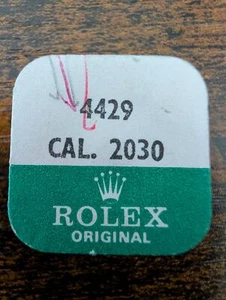 4429
CAL. 2030
ROLEX
ORIGINAL